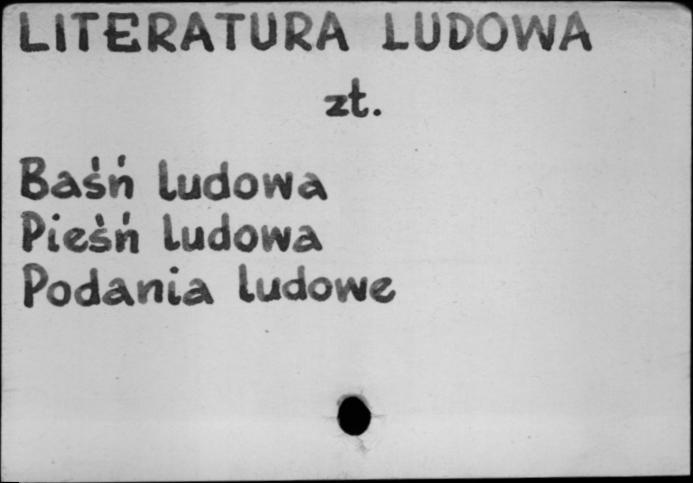 LITERATURA LUDOWA
zt.
Baśń ludowa
Pieśń ludowa
Podania ludowe